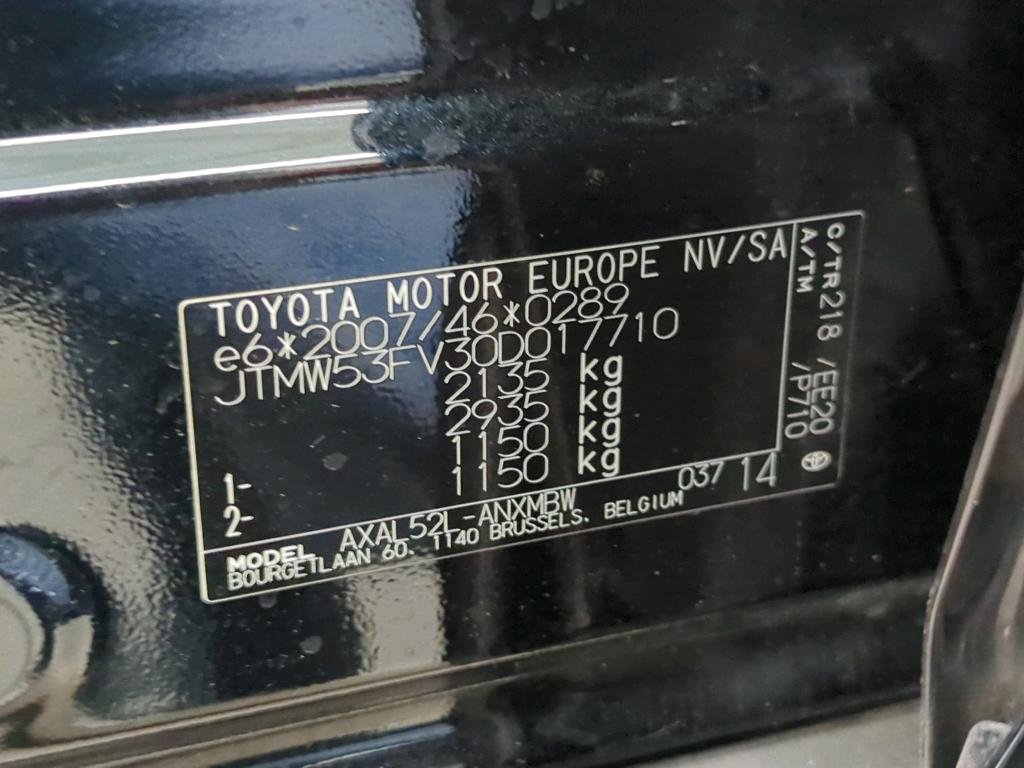 TOYOTA MOTOR EUROPE NV/SA
e6*2007/46*0289
JTMW53FV30D017710
2135 kg
2935 kg
1- 1150 kg
2- 1150 kg
037 14
MODEL AXAL52L-ANXMBW
BOURGETLAAN 60, 1140 BRUSSELS, BELGIUM
C/TR 218 /EE20
A/TM /P710